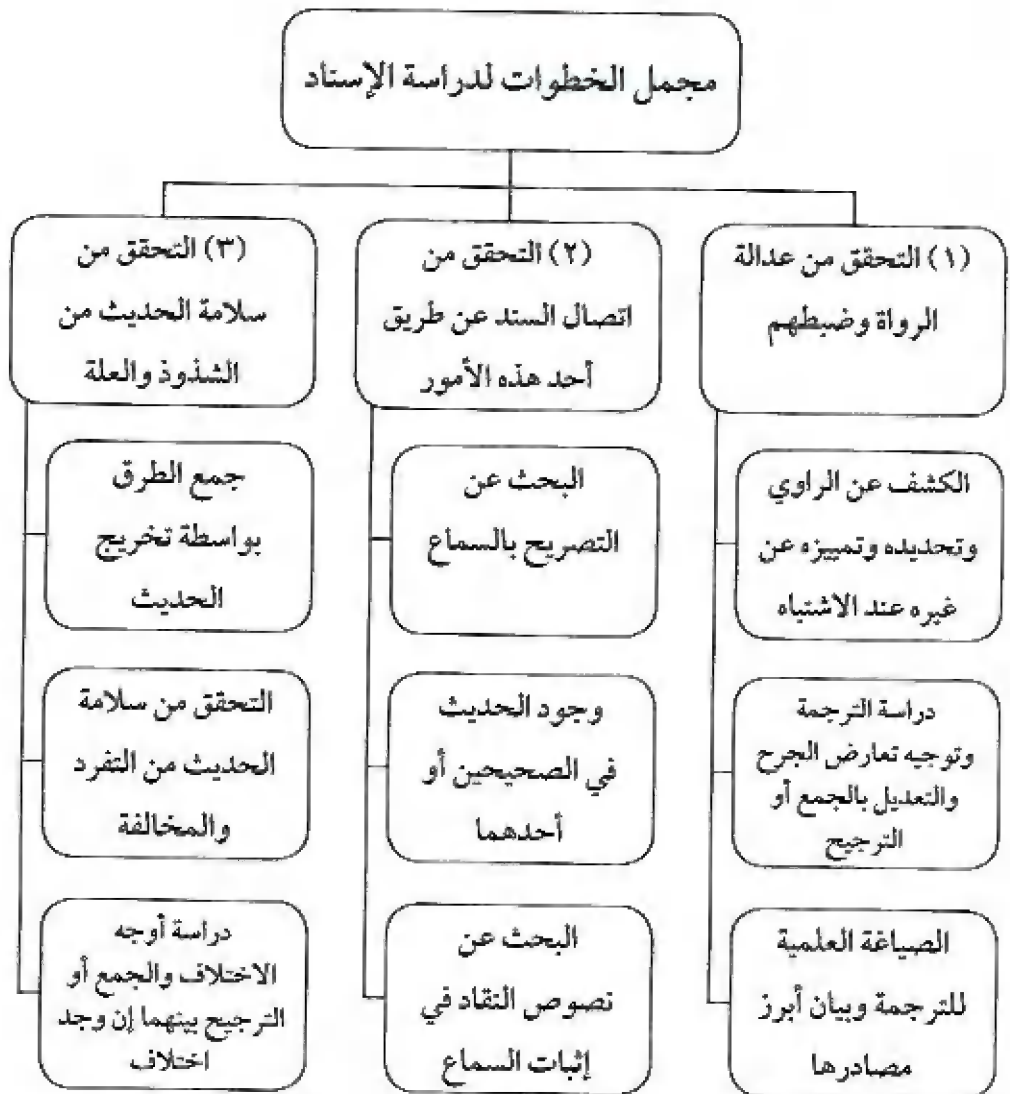 مجمل الخطوات لدراسة الإسناد
(١) التحقق من عدالة
الرواة وضبطهم
الكشف عن الراوي
وتحديده وتمييزه عن
غيره عند الاشتباه
دراسة الترجمة
وتوجيه تعارض الجرح
والتعديل بالجمع أو
الترجيح
الصياغة العلمية
للترجمة وبيان أبرز
مصادرها
(٢) التحقق من
اتصال السند عن طريق
أحد هذه الأمور
البحث عن
التصريح بالسماع
وجود الحديث
في الصحيحين أو
أحدهما
البحث عن
نصوص النقاد في
إثبات السماع
(٣) التحقق من
سلامة الحديث من
الشذوذ والعلة
جمع الطرق
بواسطة تخريج
الحديث
التحقق من سلامة
الحديث من التفرد
والمخالفة
دراسة أوجه
الاختلاف والجمع أو
الترجيح بينهما إن وجد
اختلاف